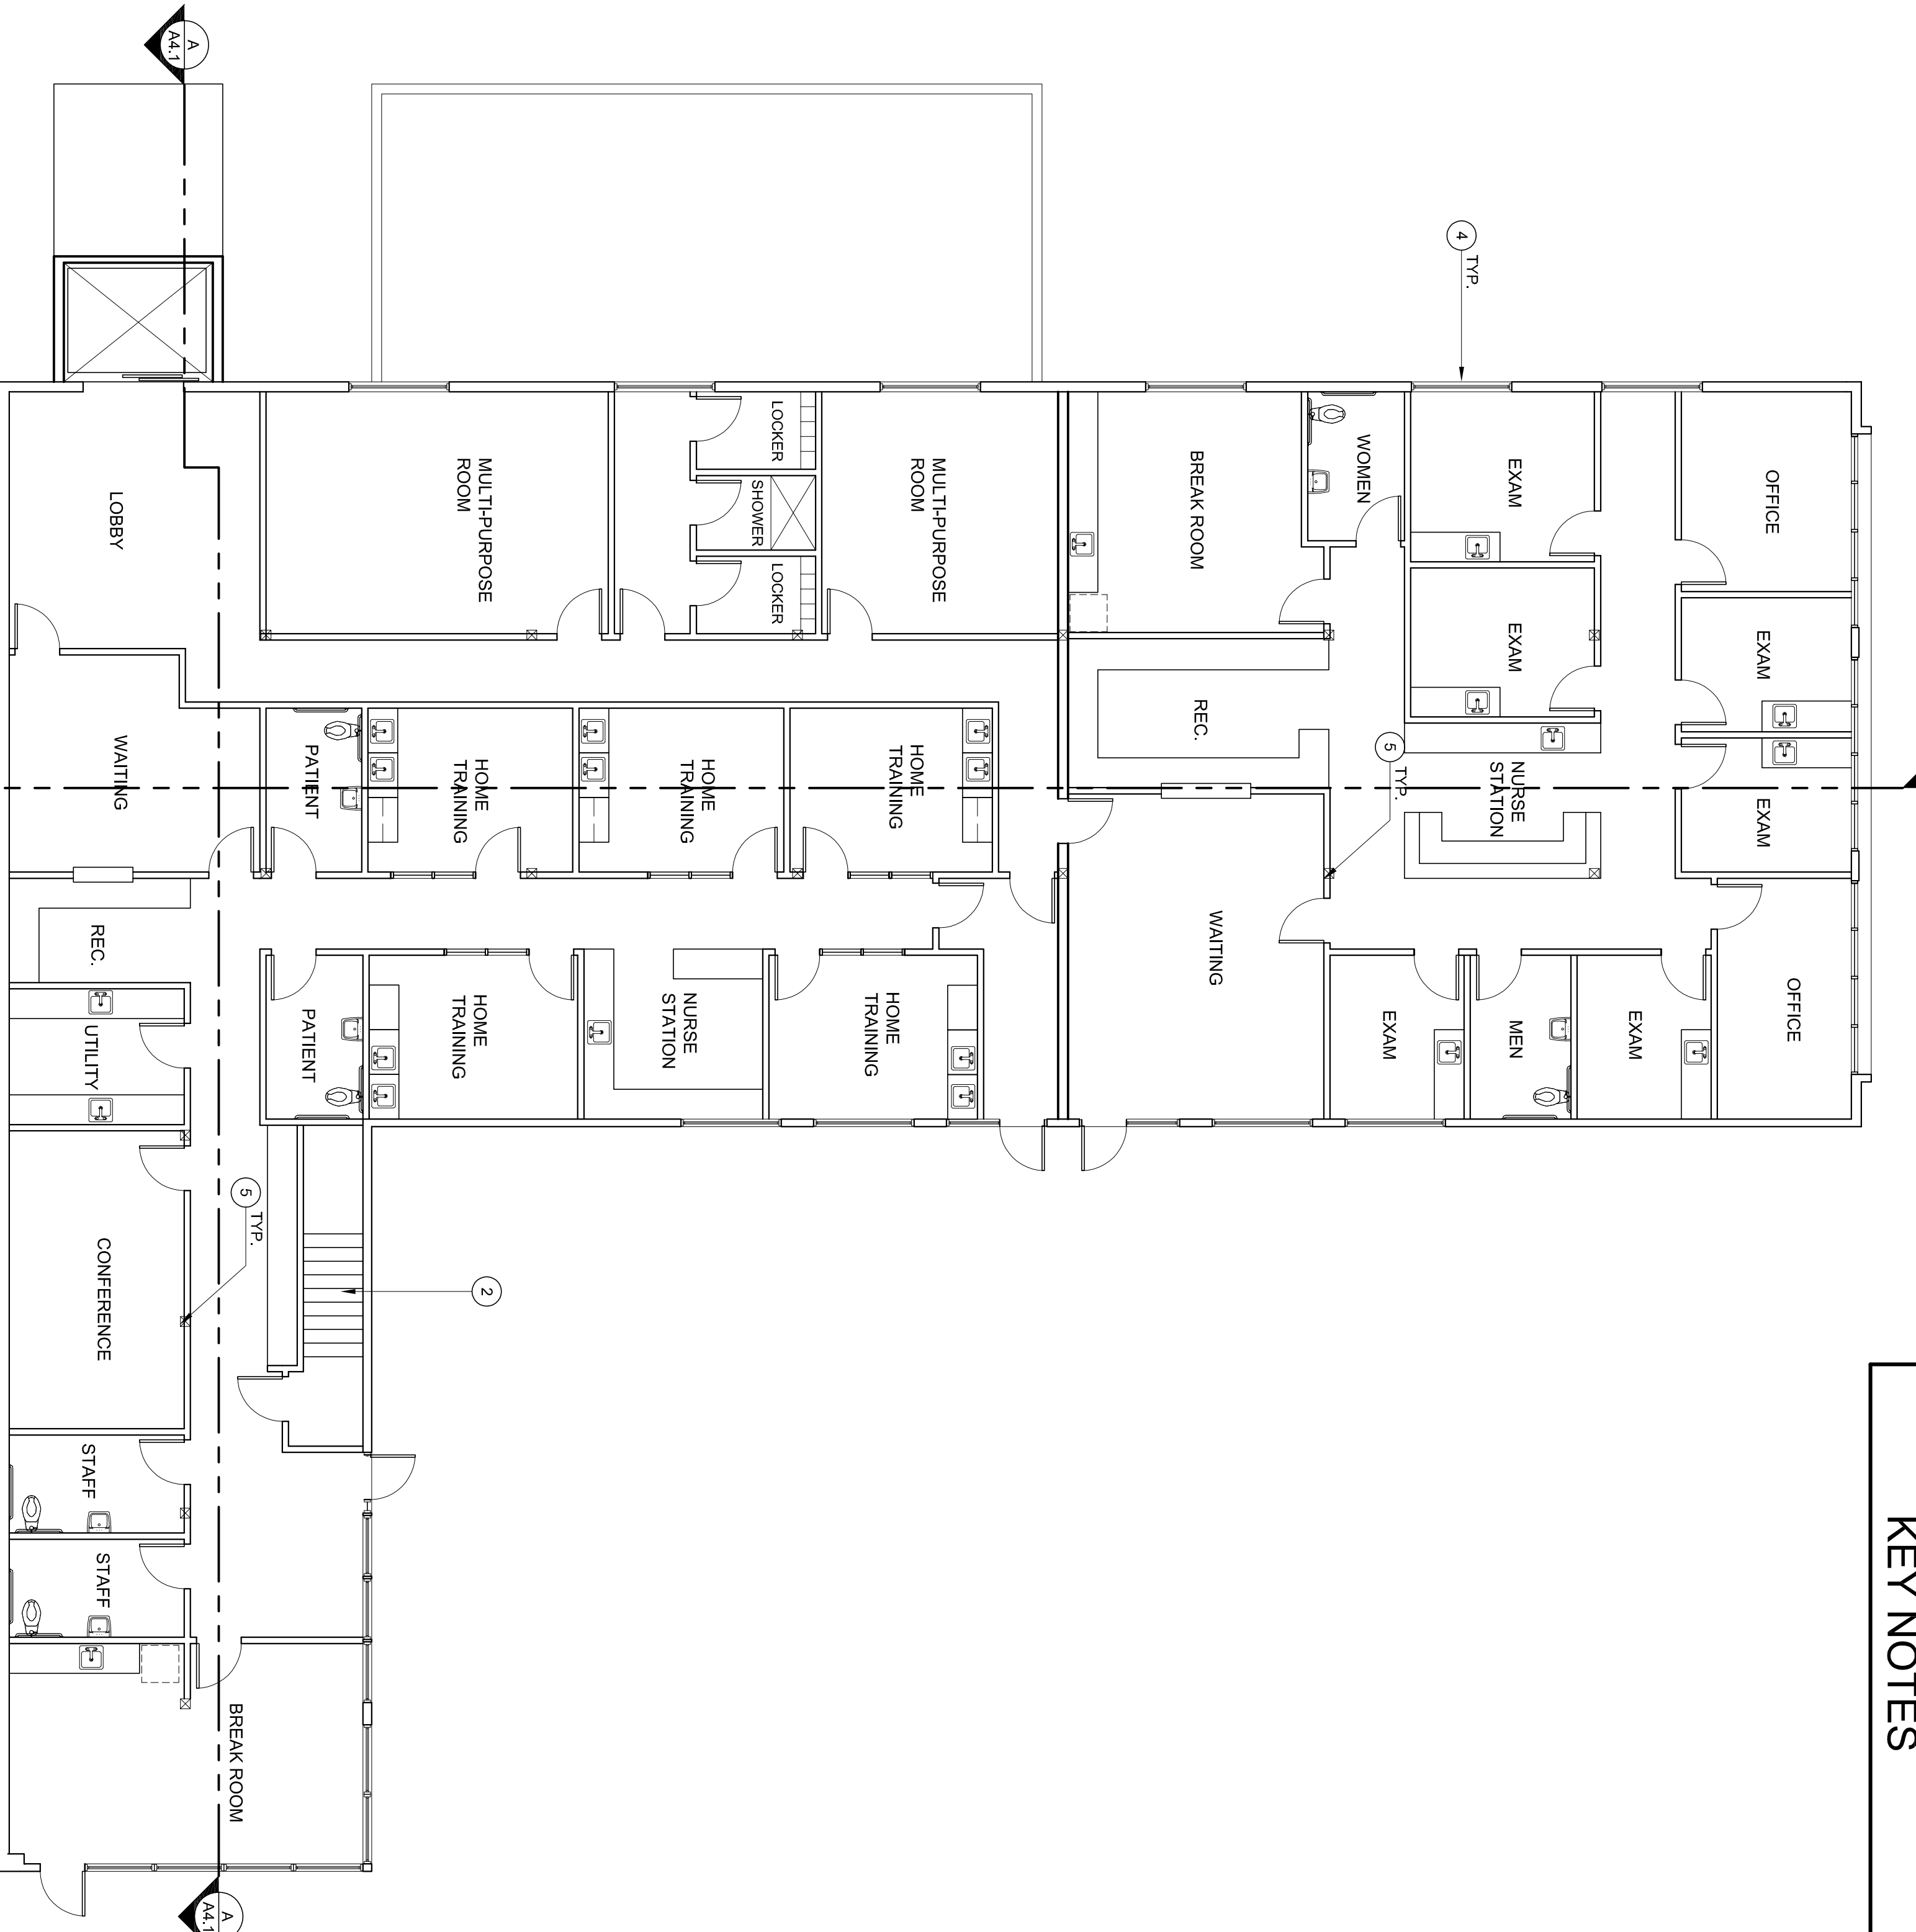 A
A4.1
4
TYP.
OFFICE
EXAM
WOMEN
BREAK ROOM
MULTI-PURPOSE
ROOM
LOCKER
SHOWER
LOCKER
MULTI-PURPOSE
ROOM
LOBBY
EXAM
EXAM
REC.
5
TYP.
NURSE
STATION
EXAM
HOME
TRAINING
HOME
TRAINING
HOME
TRAINING
PATIENT
WAITING
OFFICE
EXAM
MEN
EXAM
WAITING
HOME
TRAINING
NURSE
STATION
HOME
TRAINING
PATIENT
REC.
UTILITY
5
TYP.
2
CONFERENCE
STAFF
STAFF
BREAK ROOM
A
A4.1
KEY NOTES